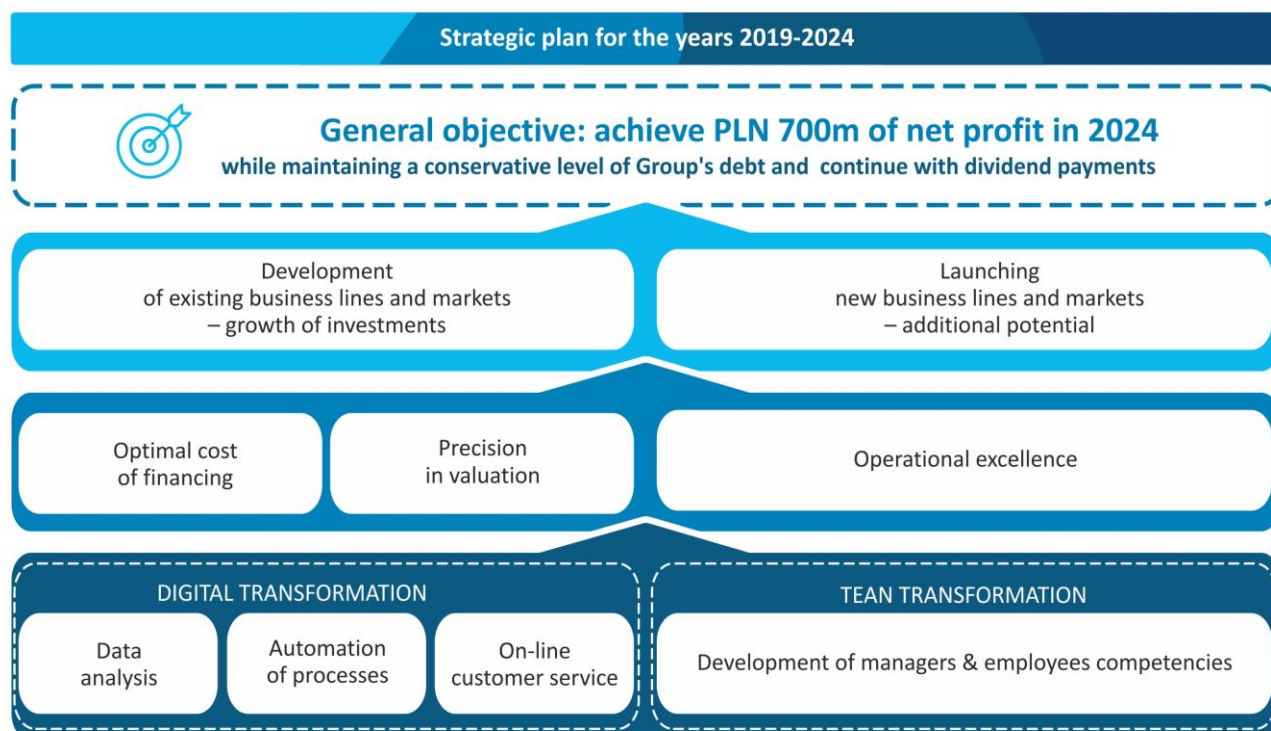 Strategic plan for the years 2019-2024
General objective: achieve PLN 700m of net profit in 2024
while maintaining a conservative level of Group's debt and continue with dividend payments
Development
of existing business lines and markets
– growth of investments
Launching
new business lines and markets
– additional potential
Optimal cost
of financing
Precision
in valuation
Operational excellence
DIGITAL TRANSFORMATION
Data
analysis
Automation
of processes
On-line
customer service
TEAN TRANSFORMATION
Development of managers & employees competencies